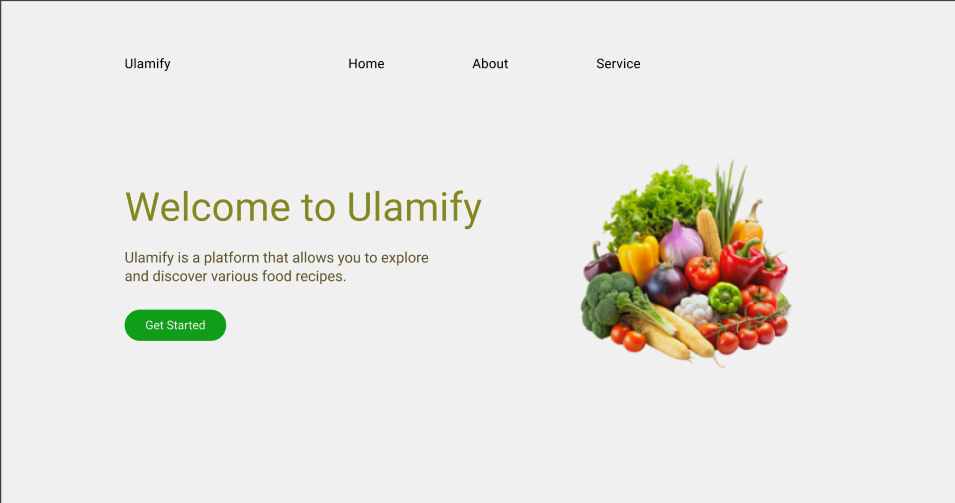 Ulamify
Home
About
Service
Welcome to Ulamify
Ulamify is a platform that allows you to explore
and discover various food recipes.
Get Started